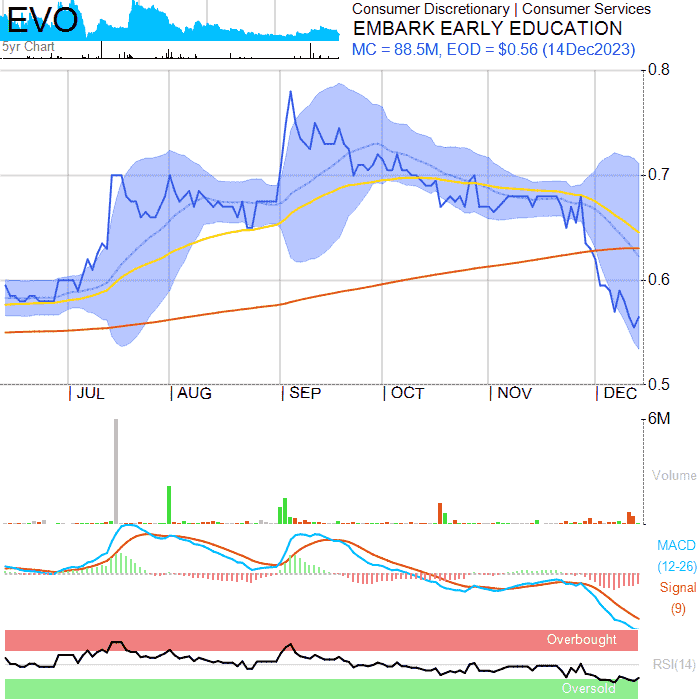 EVO
5yr Chart
Consumer Discretionary | Consumer Services
EMBARK EARLY EDUCATION
MC = 88.5M, EOD = $0.56 (14Dec2023)
0.8
0.7
0.6
0.5
| JUL | AUG | SEP | OCT | NOV | DEC
6M
Volume
MACD
(12-26)
Signal
(9)
Overbought
RSI(14)
Oversold